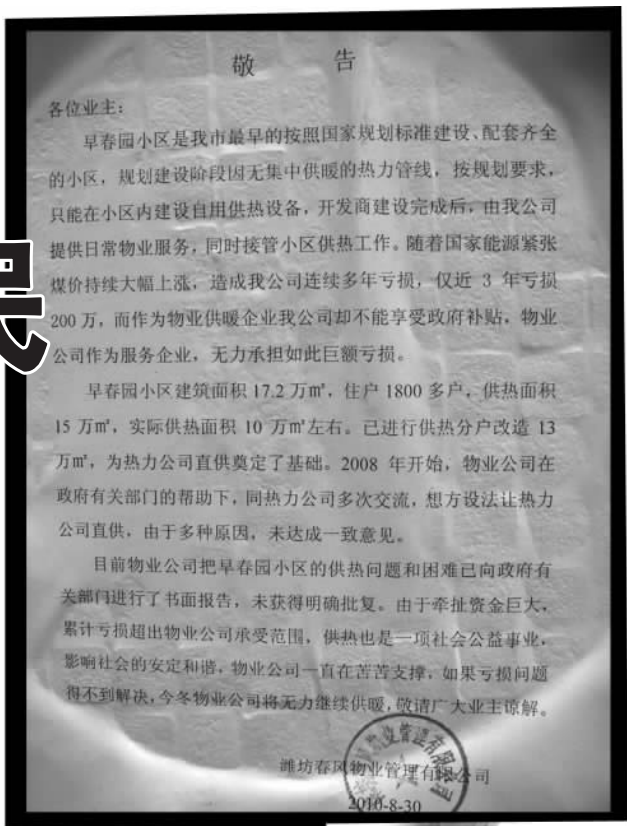 敬 告
各位业主：
早春园小区是我市最早的按照国家规划标准建设、配套齐全
的小区，规划建设阶段因无集中供暖的热力管线，按规划要求，
只能在小区内建设自用供热设备，开发商建设完成后，由我公司
提供日常物业服务，同时接管小区供热工作。随着国家能源紧张
煤价持续大幅上涨，造成我公司连续多年亏损，仅近 3 年亏损
200 万，而作为物业供暖企业我公司却不能享受政府补贴，物业
公司作为服务企业，无力承担如此巨额亏损。
早春园小区建筑面积 17.2 万㎡，住户 1800 多户，供热面积
15 万㎡，实际供热面积 10 万㎡左右。已进行供热分户改造 13
万㎡，为热力公司直供奠定了基础。2008 年开始，物业公司在
政府有关部门的帮助下，同热力公司多次交流，想方设法让热力
公司直供，由于多种原因，未达成一致意见。
目前物业公司把早春园小区的供热问题和困难已向政府有
关部门进行了书面报告，未获得明确批复。由于牵扯资金巨大，
累计亏损超出物业公司承受范围，供热也是一项社会公益事业，
影响社会的安定和谐，物业公司一直在苦苦支撑，如果亏损问题
得不到解决，今冬物业公司将无力继续供暖，敬请广大业主谅解。
潍坊春风物业管理有限公司
2010-8-30